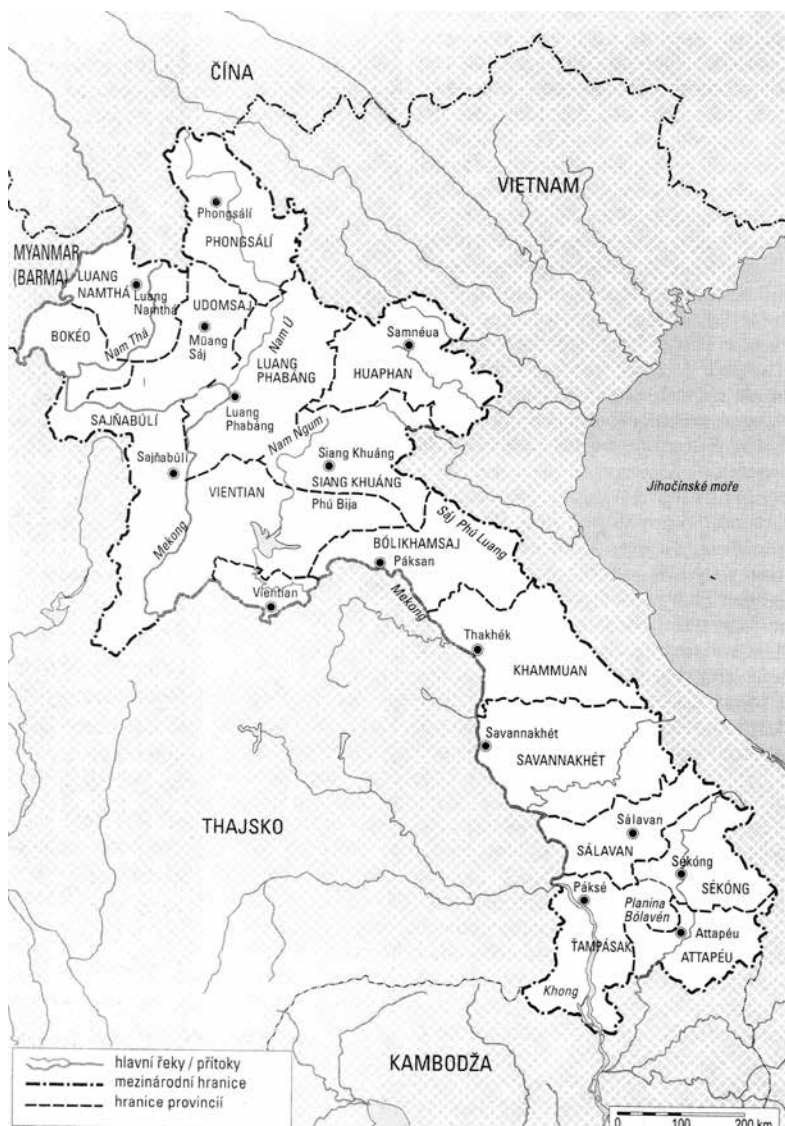 ČÍNA
VIETNAM
Phongsálí
PHONGSÁLÍ
MYANMAR
(BARMA)
LUANG
NAMTHÁ
Luang
Namthá
UDOMSAJ
BOKÉO
Nam Thá
Müang
Sáj
Nam Ú
LUANG
PHABÁNG
Samnéua
HUAPHAN
Luang
Phabáng
SAJŇABÚLÍ
Nam Ngum
Sajňabúlí
Siang Khuáng
SIANG KHUÁNG
VIENTIAN
Phú Bija
Jihočínské moře
Mekong
Sáj Phú Luang
BÓLIKHAMSAJ
Páksan
Vientian
Mekong
Thakhék
KHAMMUAN
Savannakhét
SAVANNAKHÉT
THAJSKO
Sálavan
SÁLAVAN
Sékóng
SÉKÓNG
Páksé
Planina
Bólavén
ŤAMPÁSAK
Attapéu
ATTAPÉU
Khong
KAMBODŽA
hlavní řeky / přítoky
mezinárodní hranice
hranice provincií
0 100 200 km